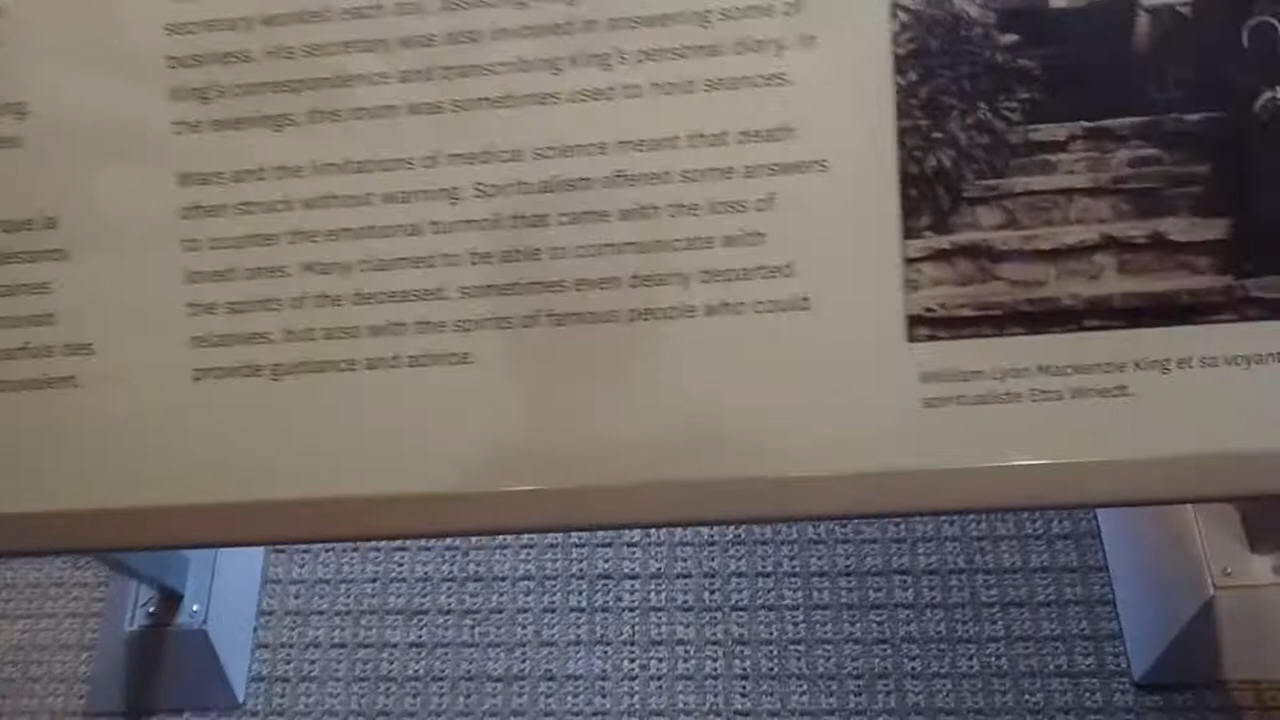 ng
secretary worked each day, assisting
business. His secretary was also involved in answering some of
King's correspondence and transcribing King's personal diary. In
the evenings, this room was sometimes used to hold séances.
Wars and the limitations of medical science meant that death
often struck without warning. Spiritualism offered some answers
to counter the emotional turmoil that came with the loss of
loved ones. Many claimed to be able to communicate with
the spirits of the deceased, sometimes even dearly departed
relatives, but also with the spirits of famous people who could
provide guidance and advice.
que la
William Lyon Mackenzie King et sa voyant
spiritualiste Etta Wriedt.